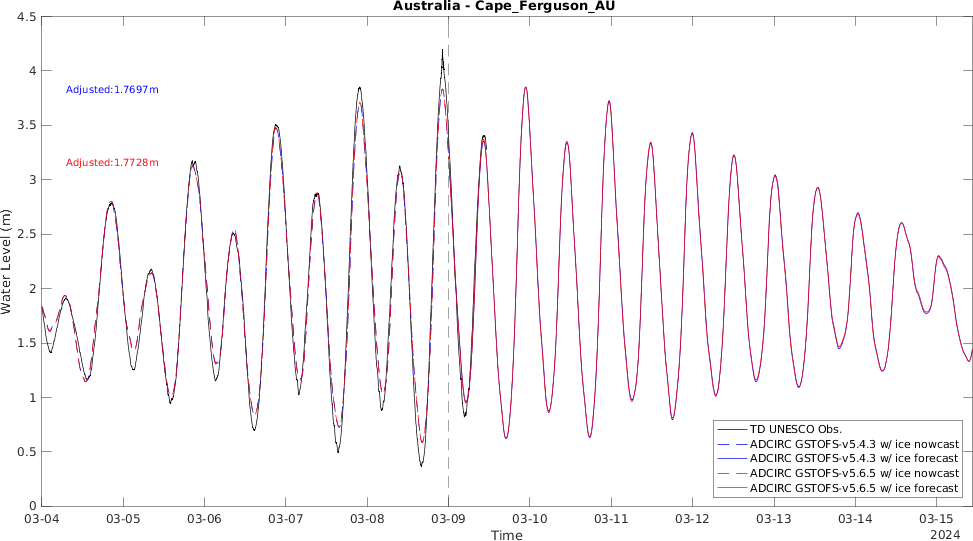 Australia - Cape_Ferguson_AU
4.5
4
3.5
3
2.5
2
1.5
1
0.5
0
Water Level (m)
Adjusted:1.7697m
Adjusted:1.7728m
TD UNESCO Obs.
ADCIRC GSTOFS-v5.4.3 w/ ice nowcast
ADCIRC GSTOFS-v5.4.3 w/ ice forecast
ADCIRC GSTOFS-v5.6.5 w/ ice nowcast
ADCIRC GSTOFS-v5.6.5 w/ ice forecast
03-04 03-05 03-06 03-07 03-08 03-09 03-10 03-11 03-12 03-13 03-14 03-15
Time
2024